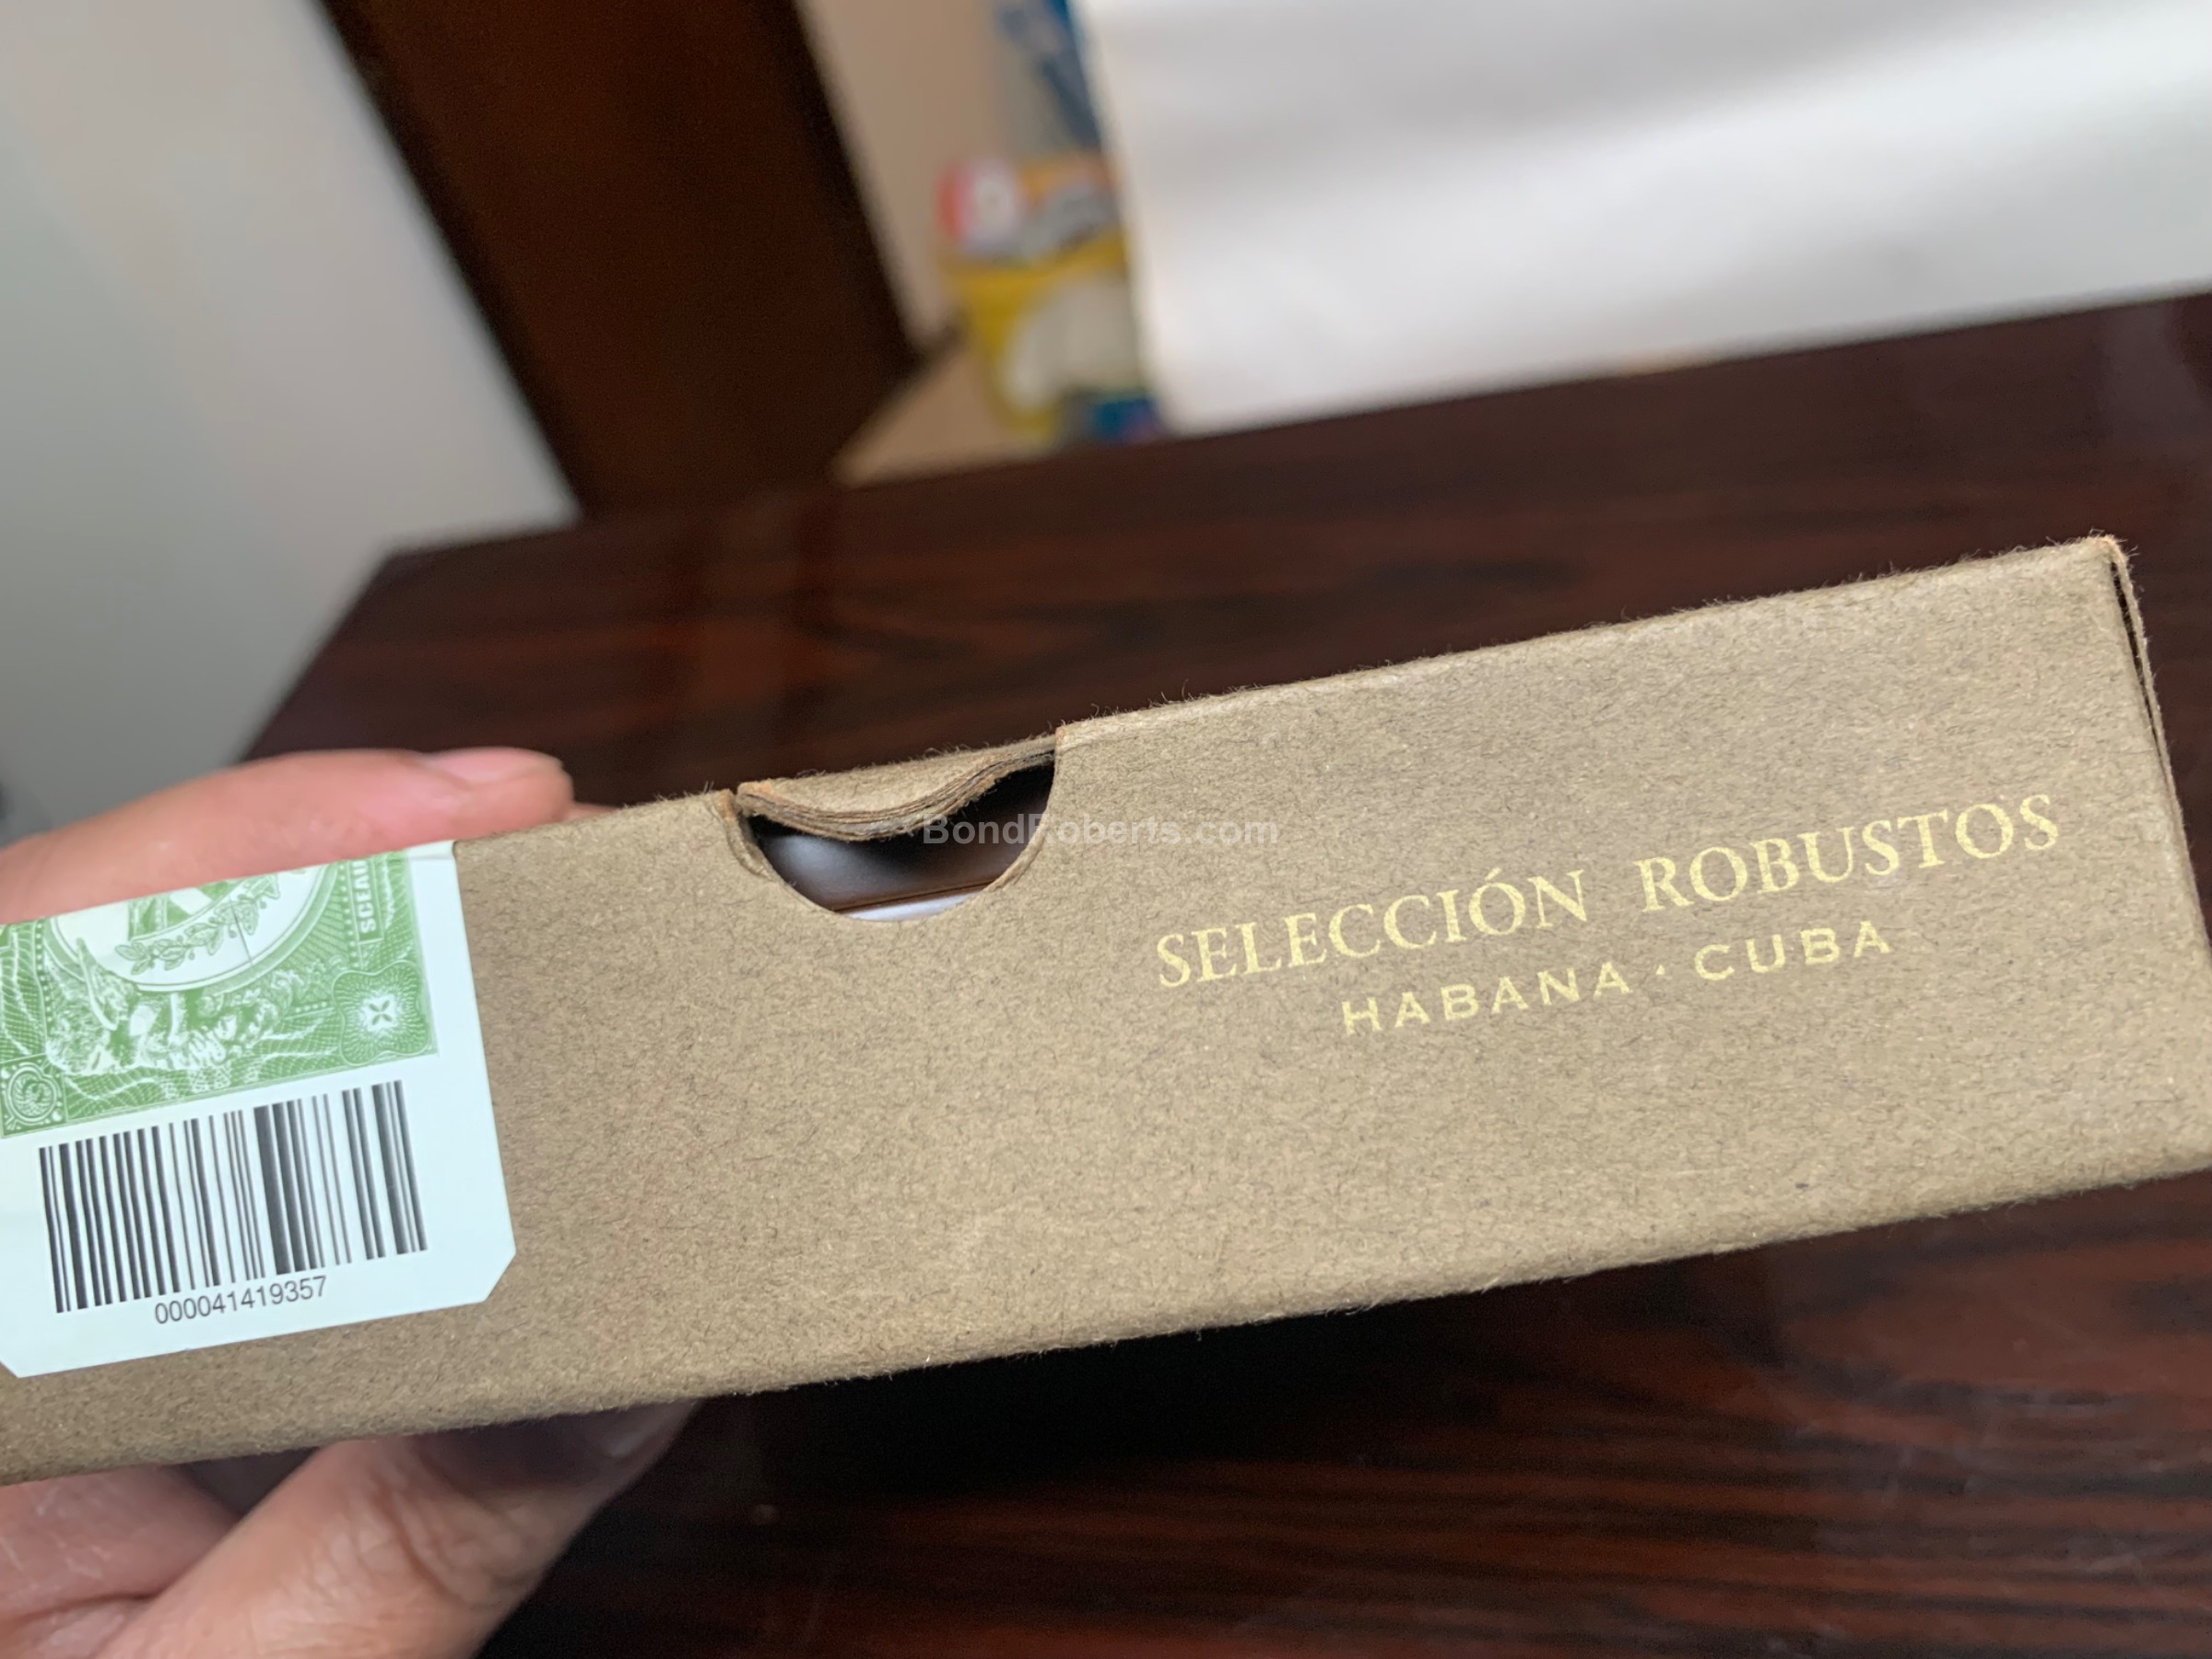 BondRoberts.com
SELECCIÓN ROBUSTOS
HABANA · CUBA
000041419357